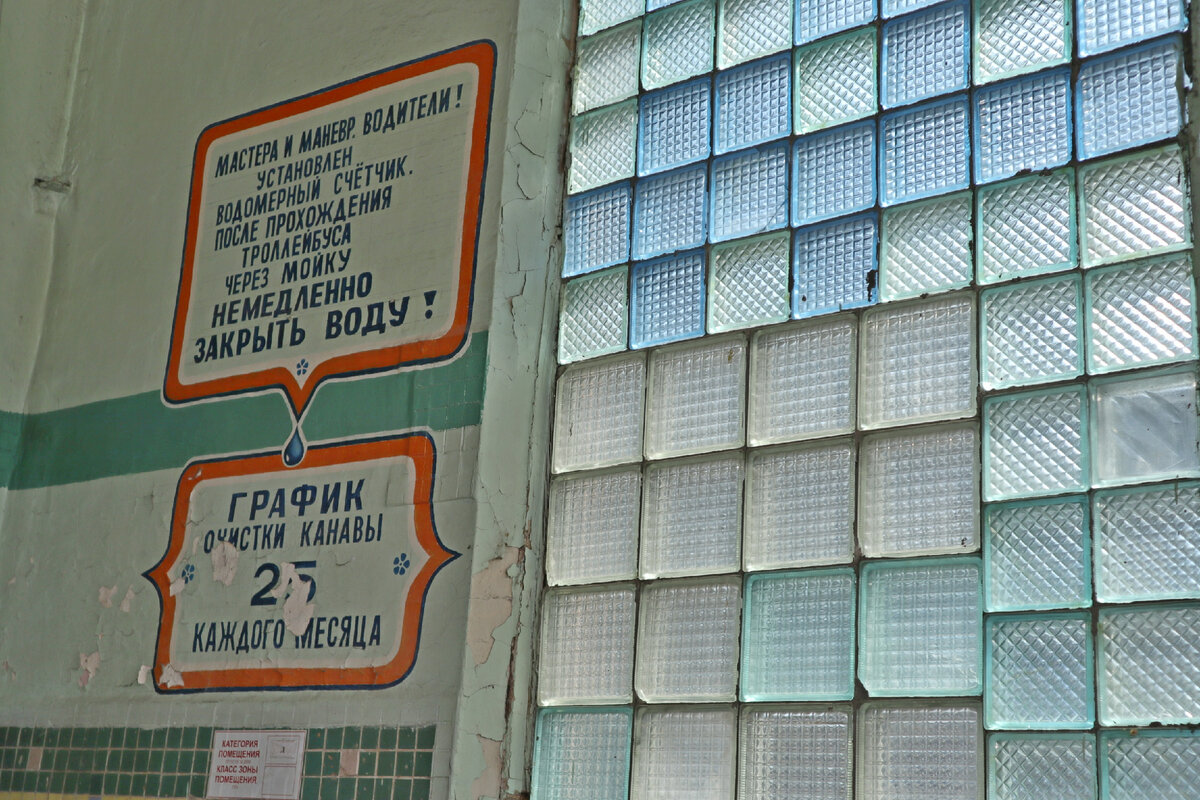 МАСТЕРА И МАНЕВР. ВОДИТЕЛИ!
УСТАНОВЛЕН
ВОДОМЕРНЫЙ СЧЁТЧИК.
ПОСЛЕ ПРОХОЖДЕНИЯ
ТРОЛЛЕЙБУСА
ЧЕРЕЗ МОЙКУ
НЕМЕДЛЕННО
ЗАКРЫТЬ ВОДУ!
ГРАФИК
ОЧИСТКИ КАНАВЫ
25
КАЖДОГО МЕСЯЦА
КАТЕГОРИЯ
ПОМЕЩЕНИЯ
КЛАСС ЗОНЫ
ПОМЕЩЕНИЯ